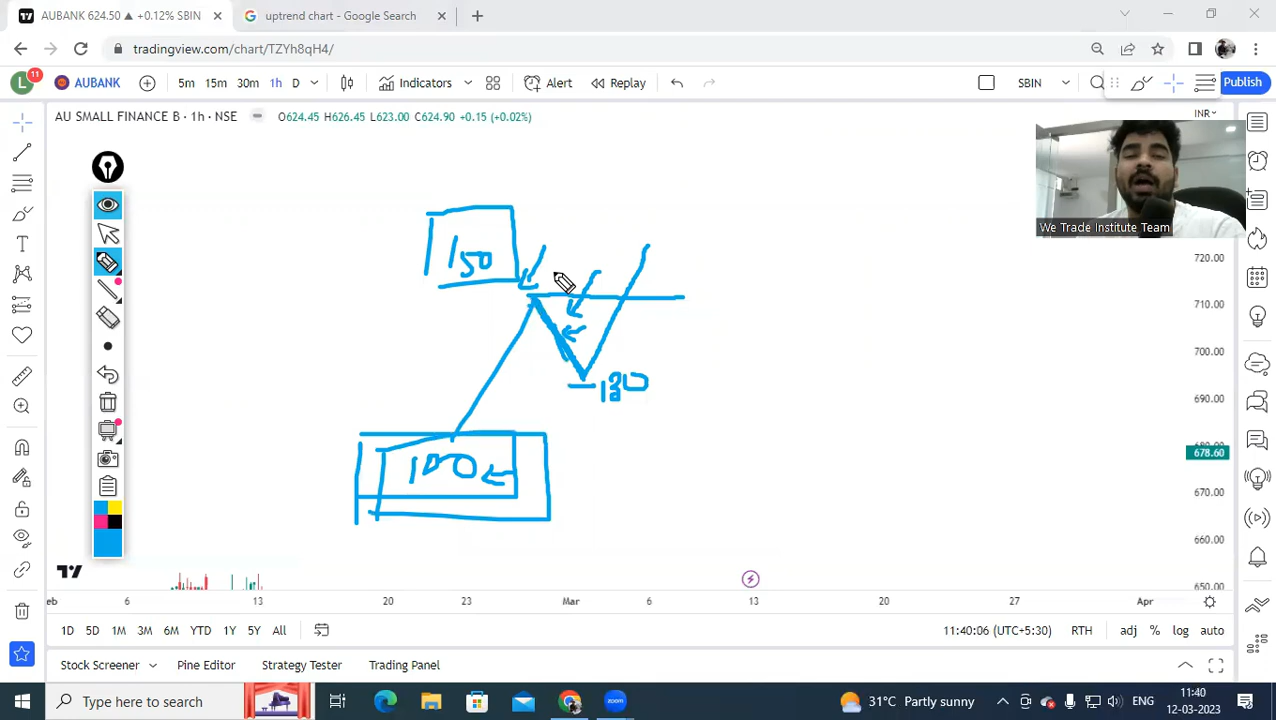 AUBANK 624.50 ▲ +0.12% SBIN
uptrend chart - Google Search
tradingview.com/chart/TZYh8qH4/
L
11
AUBANK
5m 15m 30m 1h D
Indicators
Alert
Replay
SBIN
Publish
AU SMALL FINANCE B · 1h · NSE
O624.45 H626.45 L623.00 C624.90 +0.15 (+0.02%)
INR
We Trade Institute Team
150
130
100
720.00
710.00
700.00
690.00
680.00
678.60
670.00
660.00
650.00
eb 6 13 20 23 Mar 6 13 20 27 Apr
1D 5D 1M 3M 6M YTD 1Y 5Y All
11:40:06 (UTC+5:30) RTH adj % log auto
Stock Screener Pine Editor Strategy Tester Trading Panel
Type here to search
zoom
31°C Partly sunny
ENG
11:40
12-03-2023